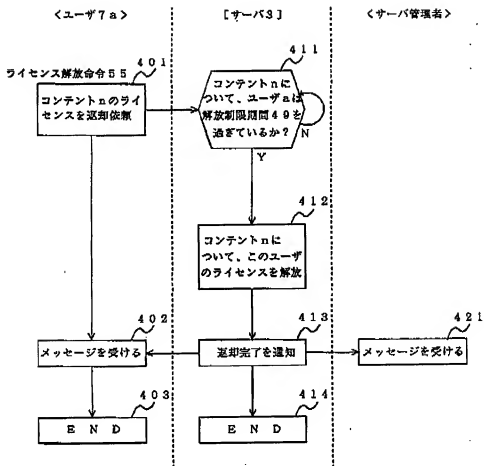 ＜ユーザ７ａ＞
［サーバ３］
＜サーバ管理者＞
ライセンス解放命令５５
４０１
コンテントｎのライ
センスを返却依頼
４１１
コンテントｎに
ついて、ユーザａは
解放制限期間４９を
過ぎているか？
Ｎ
Ｙ
４１２
コンテントｎに
ついて、このユーザ
のライセンスを解放
４０２
メッセージを受ける
４１３
返却完了を通知
４２１
メッセージを受ける
４０３
ＥＮＤ
４１４
ＥＮＤ